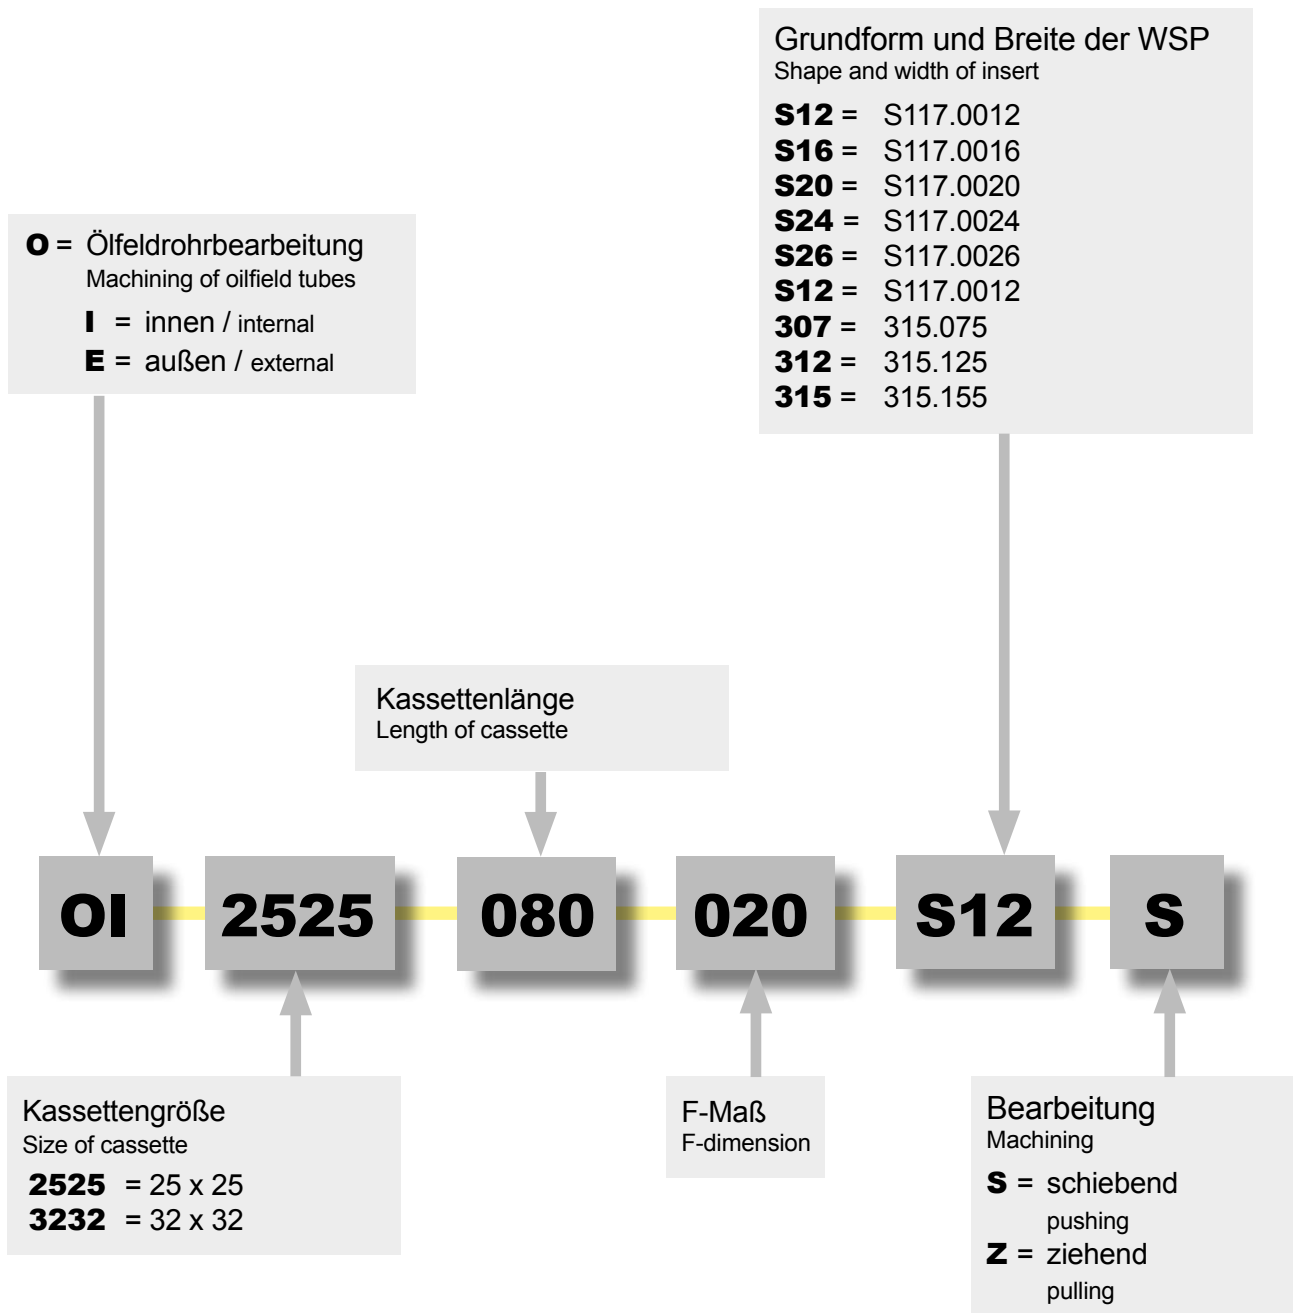 Grundform und Breite der WSP
Shape and width of insert
S12 = S117.0012
S16 = S117.0016
S20 = S117.0020
S24 = S117.0024
S26 = S117.0026
S12 = S117.0012
307 = 315.075
312 = 315.125
315 = 315.155
O = Ölfeldrohrbearbeitung
Machining of oilfield tubes
I = innen / internal
E = außen / external
Kassettenlänge
Length of cassette
OI 2525 080 020 S12 S
Kassettengröße
Size of cassette
2525 = 25 x 25
3232 = 32 x 32
F-Maß
F-dimension
Bearbeitung
Machining
S = schiebend
pushing
Z = ziehend
pulling